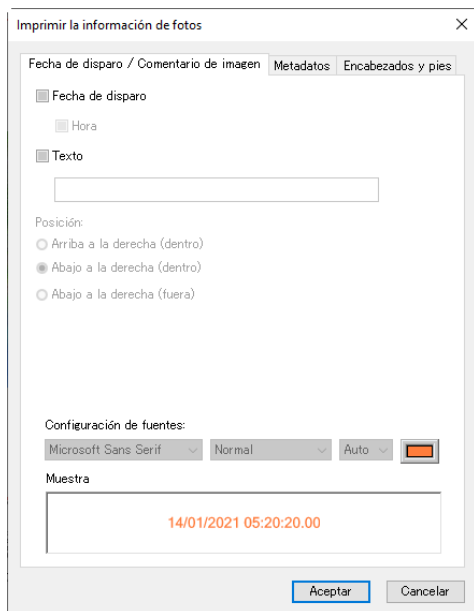 Imprimir la información de fotos
Fecha de disparo / Comentario de imagen Metadatos Encabezados y pies
Fecha de disparo
Hora
Texto
Posición:
Arriba a la derecha (dentro)
Abajo a la derecha (dentro)
Abajo a la derecha (fuera)
Configuración de fuentes:
Microsoft Sans Serif Normal Auto
Muestra
14/01/2021 05:20:20.00
Aceptar Cancelar